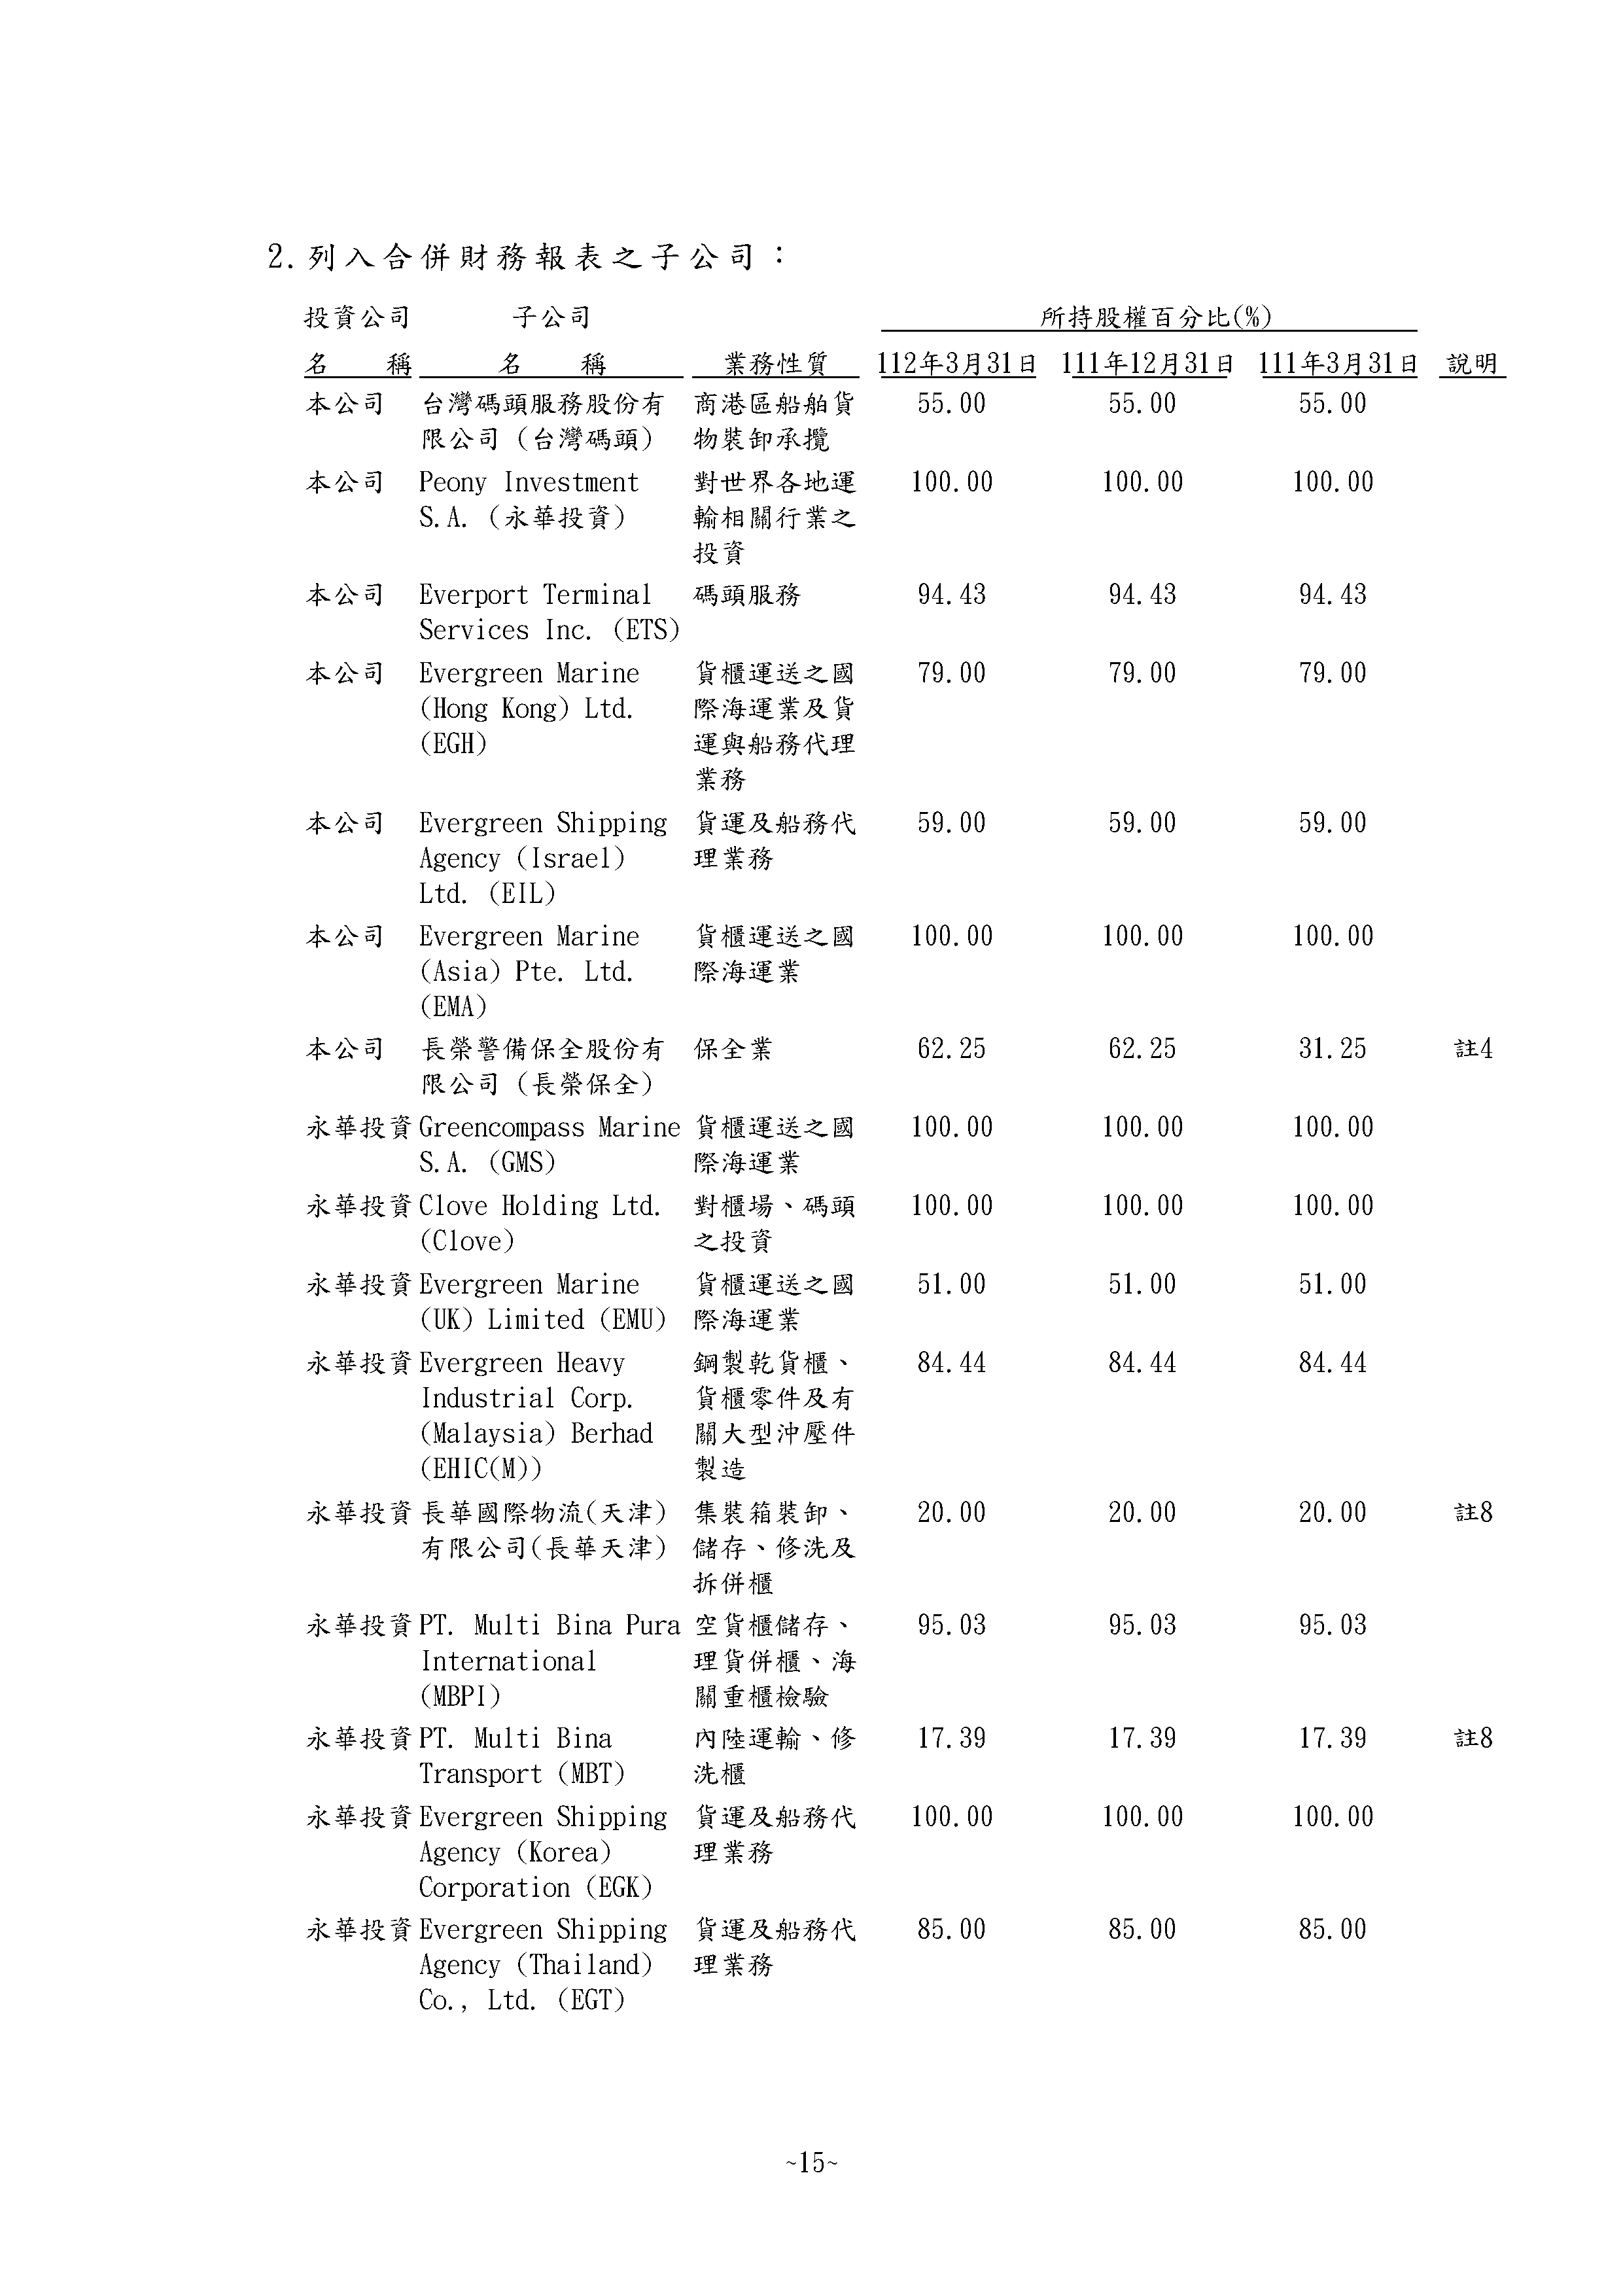 2. 列入合併財務報表之子公司：
投資公司 子公司 所持股權百分比(%)
名 稱 名 稱 業務性質 112年3月31日 111年12月31日 111年3月31日 說明
本公司 台灣碼頭服務股份有 商港區船舶貨 55.00 55.00 55.00
限公司 (台灣碼頭) 物裝卸承攬
本公司 Peony Investment 對世界各地運 100.00 100.00 100.00
S.A. (永華投資) 輸相關行業之
投資
本公司 Everport Terminal 碼頭服務 94.43 94.43 94.43
Services Inc. (ETS)
本公司 Evergreen Marine 貨櫃運送之國 79.00 79.00 79.00
(Hong Kong) Ltd. 際海運業及貨
(EGH) 運與船務代理
業務
本公司 Evergreen Shipping 貨運及船務代 59.00 59.00 59.00
Agency (Israel) 理業務
Ltd. (EIL)
本公司 Evergreen Marine 貨櫃運送之國 100.00 100.00 100.00
(Asia) Pte. Ltd. 際海運業
(EMA)
本公司 長榮警備保全股份有 保全業 62.25 62.25 31.25 註4
限公司 (長榮保全)
永華投資 Greencompass Marine 貨櫃運送之國 100.00 100.00 100.00
S.A. (GMS) 際海運業
永華投資 Clove Holding Ltd. 對櫃場、碼頭 100.00 100.00 100.00
(Clove) 之投資
永華投資 Evergreen Marine 貨櫃運送之國 51.00 51.00 51.00
(UK) Limited (EMU) 際海運業
永華投資 Evergreen Heavy 鋼製乾貨櫃、 84.44 84.44 84.44
Industrial Corp. 貨櫃零件及有
(Malaysia) Berhad 關大型沖壓件
(EHIC(M)) 製造
永華投資 長華國際物流(天津) 集裝箱裝卸、 20.00 20.00 20.00 註8
有限公司(長華天津) 儲存、修洗及
拆併櫃
永華投資 PT. Multi Bina Pura 空貨櫃儲存、 95.03 95.03 95.03
International 理貨併櫃、海
(MBPI) 關重櫃檢驗
永華投資 PT. Multi Bina 內陸運輸、修 17.39 17.39 17.39 註8
Transport (MBT) 洗櫃
永華投資 Evergreen Shipping 貨運及船務代 100.00 100.00 100.00
Agency (Korea) 理業務
Corporation (EGK)
永華投資 Evergreen Shipping 貨運及船務代 85.00 85.00 85.00
Agency (Thailand) 理業務
Co., Ltd. (EGT)
~15~